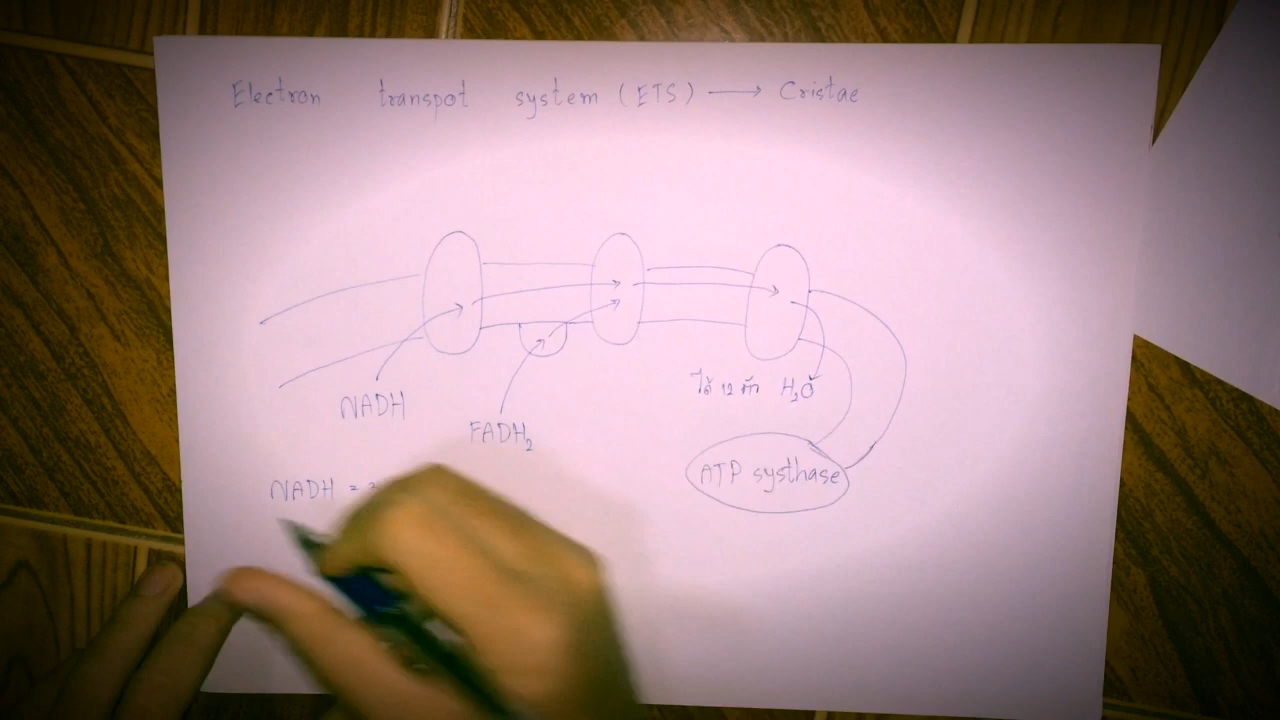 Electron transpot system (ETS) → Cristae
NADH
FADH₂
ได้ 12 ตัว H₂O
ATP systhase
NADH =